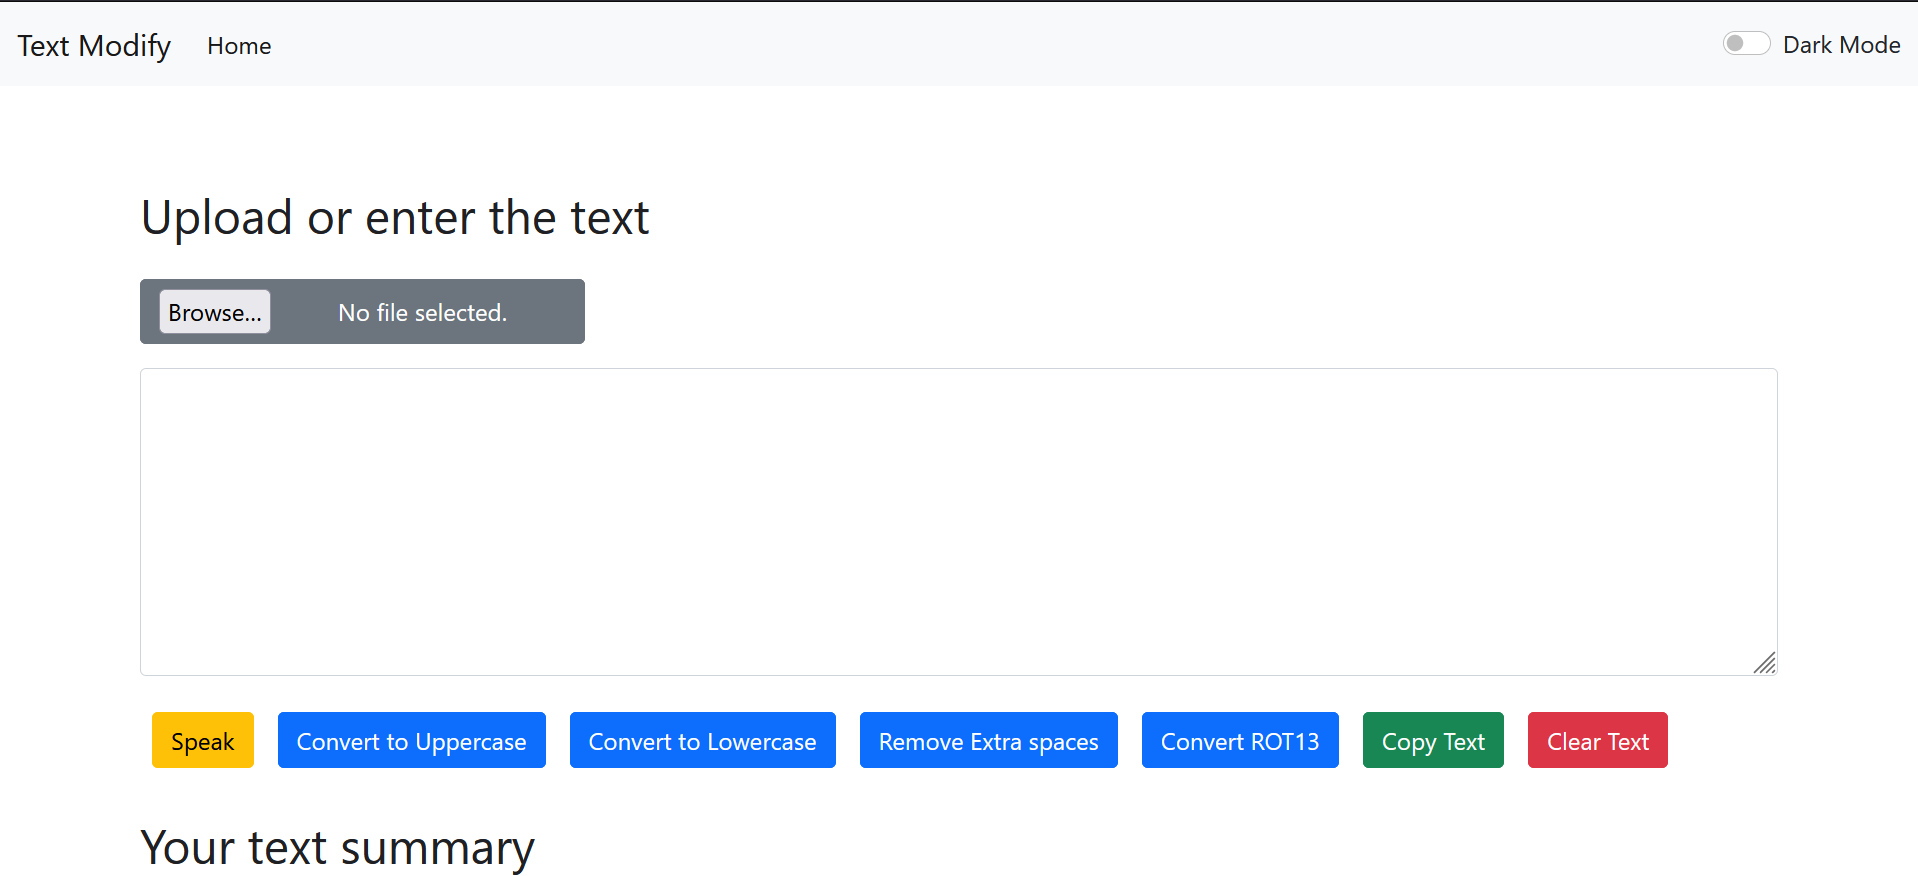 Text Modify Home Dark Mode
Upload or enter the text
Browse... No file selected.
Speak Convert to Uppercase Convert to Lowercase Remove Extra spaces Convert ROT13 Copy Text Clear Text
Your text summary